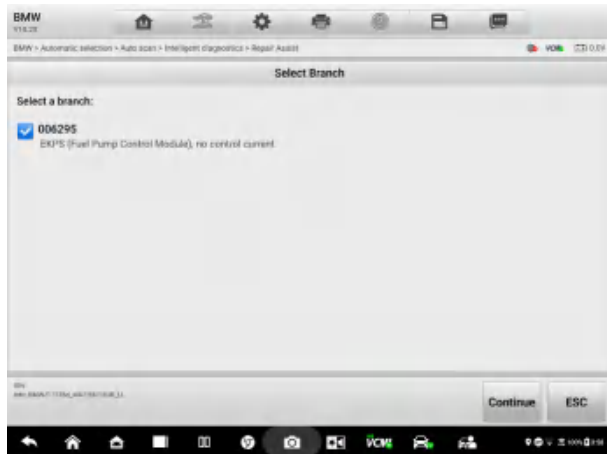 BMW
BMW > Automatic selection > Auto scan > Intelligent diagnostics > Repair Assist
Select Branch
Select a branch:
006295
EKPS (Fuel Pump Control Module), no control current
Continue
ESC
VCMI